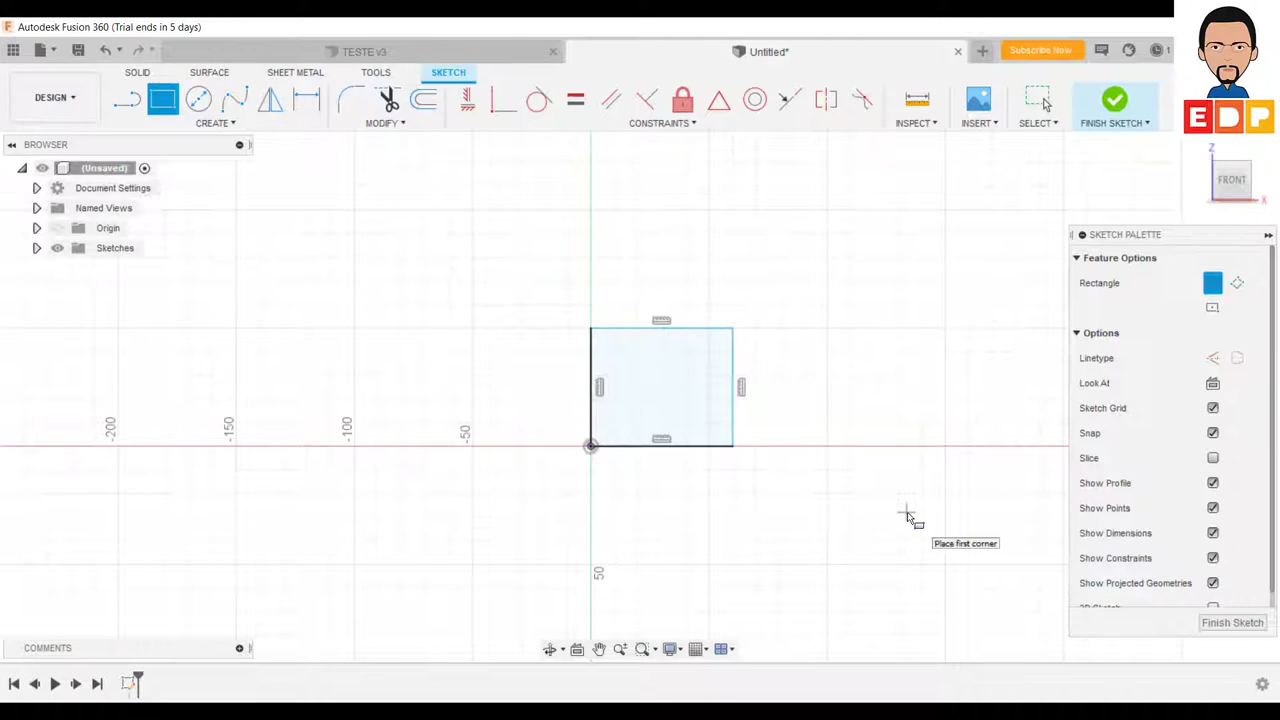 Autodesk Fusion 360 (Trial ends in 5 days)
TESTE v3
Untitled*
Subscribe Now
1
E D P
SOLID
SURFACE
SHEET METAL
TOOLS
SKETCH
DESIGN
CREATE
MODIFY
CONSTRAINTS
INSPECT
INSERT
SELECT
FINISH SKETCH
BROWSER
(Unsaved)
Document Settings
Named Views
Origin
Sketches
Z
FRONT
X
SKETCH PALETTE
Feature Options
Rectangle
Options
Linetype
Look At
Sketch Grid
Snap
Slice
Show Profile
Show Points
Show Dimensions
Show Constraints
Show Projected Geometries
3D Sketch
Finish Sketch
-200
-150
-100
-50
50
Place first corner
COMMENTS